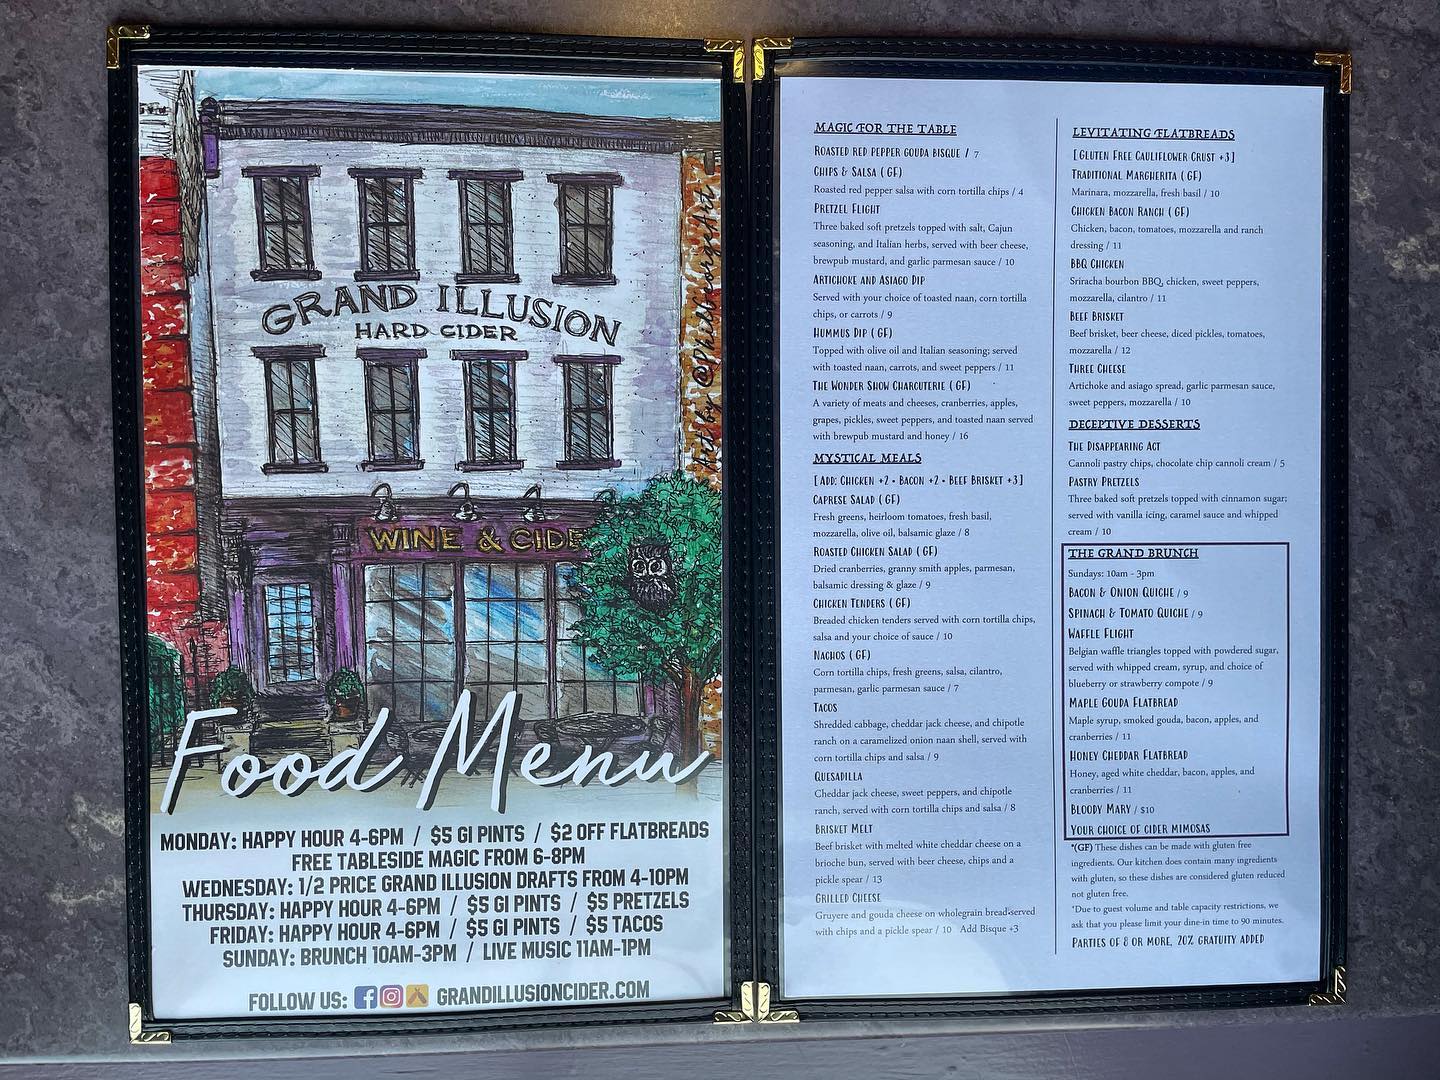 GRAND ILLUSION
HARD CIDER
Art by @PhilGeorgeArt
WINE & CIDE
Food Menu
MONDAY: HAPPY HOUR 4-6PM / $5 GI PINTS / $2 OFF FLATBREADS
FREE TABLESIDE MAGIC FROM 6-8PM
WEDNESDAY: 1/2 PRICE GRAND ILLUSION DRAFTS FROM 4-10PM
THURSDAY: HAPPY HOUR 4-6PM / $5 GI PINTS / $5 PRETZELS
FRIDAY: HAPPY HOUR 4-6PM / $5 GI PINTS / $5 TACOS
SUNDAY: BRUNCH 10AM-3PM / LIVE MUSIC 11AM-1PM
FOLLOW US: GRANDILLUSIONCIDER.COM
MAGIC FOR THE TABLE
ROASTED RED PEPPER GOUDA BISQUE / 7
CHIPS & SALSA (GF)
Roasted red pepper salsa with corn tortilla chips / 4
PRETZEL FLIGHT
Three baked soft pretzels topped with salt, Cajun
seasoning, and Italian herbs, served with beer cheese,
brewpub mustard, and garlic parmesan sauce / 10
ARTICHOKE AND ASIAGO DIP
Served with your choice of toasted naan, corn tortilla
chips, or carrots / 9
HUMMUS DIP (GF)
Topped with olive oil and Italian seasoning; served
with toasted naan, carrots, and sweet peppers / 11
THE WONDER SHOW CHARCUTERIE (GF)
A variety of meats and cheeses, cranberries, apples,
grapes, pickles, sweet peppers, and toasted naan served
with brewpub mustard and honey / 16
MYSTICAL MEALS
[ADD: CHICKEN +2 • BACON +2 • BEEF BRISKET +3]
CAPRESE SALAD (GF)
Fresh greens, heirloom tomatoes, fresh basil,
mozzarella, olive oil, balsamic glaze / 8
ROASTED CHICKEN SALAD (GF)
Dried cranberries, granny smith apples, parmesan,
balsamic dressing & glaze / 9
CHICKEN TENDERS (GF)
Breaded chicken tenders served with corn tortilla chips,
salsa and your choice of sauce / 10
NACHOS (GF)
Corn tortilla chips, fresh greens, salsa, cilantro,
parmesan, garlic parmesan sauce / 7
TACOS
Shredded cabbage, cheddar jack cheese, and chipotle
ranch on a caramelized onion naan shell, served with
corn tortilla chips and salsa / 9
QUESADILLA
Cheddar jack cheese, sweet peppers, and chipotle
ranch, served with corn tortilla chips and salsa / 8
BRISKET MELT
Beef brisket with melted white cheddar cheese on a
brioche bun, served with beer cheese, chips and a
pickle spear / 13
GRILLED CHEESE
Gruyere and gouda cheese on wholegrain bread served
with chips and a pickle spear / 10 Add Bisque +3
LEVITATING FLATBREADS
[GLUTEN FREE CAULIFLOWER CRUST +3]
TRADITIONAL MARGHERITA (GF)
Marinara, mozzarella, fresh basil / 10
CHICKEN BACON RANCH (GF)
Chicken, bacon, tomatoes, mozzarella and ranch
dressing / 11
BBQ CHICKEN
Sriracha bourbon BBQ, chicken, sweet peppers,
mozzarella, cilantro / 11
BEEF BRISKET
Beef brisket, beer cheese, diced pickles, tomatoes,
mozzarella / 12
THREE CHEESE
Artichoke and asiago spread, garlic parmesan sauce,
sweet peppers, mozzarella / 10
DECEPTIVE DESSERTS
THE DISAPPEARING ACT
Cannoli pastry chips, chocolate chip cannoli cream / 5
PASTRY PRETZELS
Three baked soft pretzels topped with cinnamon sugar;
served with vanilla icing, caramel sauce and whipped
cream / 10
THE GRAND BRUNCH
Sundays: 10am - 3pm
BACON & ONION QUICHE / 9
SPINACH & TOMATO QUICHE / 9
WAFFLE FLIGHT
Belgian waffle triangles topped with powdered sugar,
served with whipped cream, syrup, and choice of
blueberry or strawberry compote / 9
MAPLE GOUDA FLATBREAD
Maple syrup, smoked gouda, bacon, apples, and
cranberries / 11
HONEY CHEDDAR FLATBREAD
Honey, aged white cheddar, bacon, apples, and
cranberries / 11
BLOODY MARY / $10
YOUR CHOICE OF CIDER MIMOSAS
*(GF) These dishes can be made with gluten free
ingredients. Our kitchen does contain many ingredients
with gluten, so these dishes are considered gluten reduced
not gluten free.
*Due to guest volume and table capacity restrictions, we
ask that you please limit your dine-in time to 90 minutes.
PARTIES OF 8 OR MORE, 20% GRATUITY ADDED